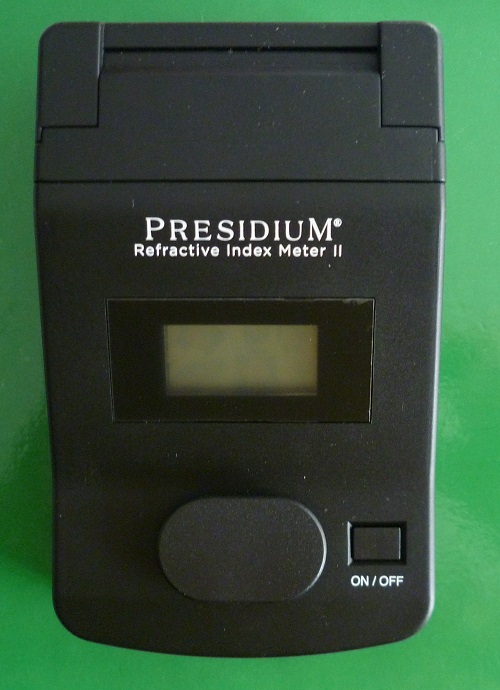 PRESIDIUM®
Refractive Index Meter II
ON / OFF